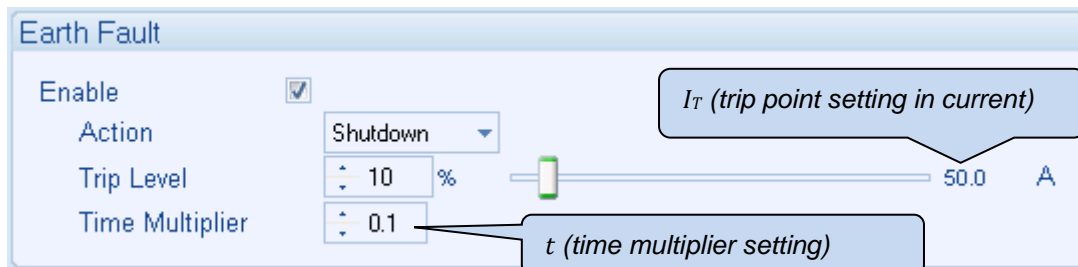 Earth Fault
Enable
I_T (trip point setting in current)
Action Shutdown
Trip Level 10 % 50.0 A
Time Multiplier 0.1
t (time multiplier setting)